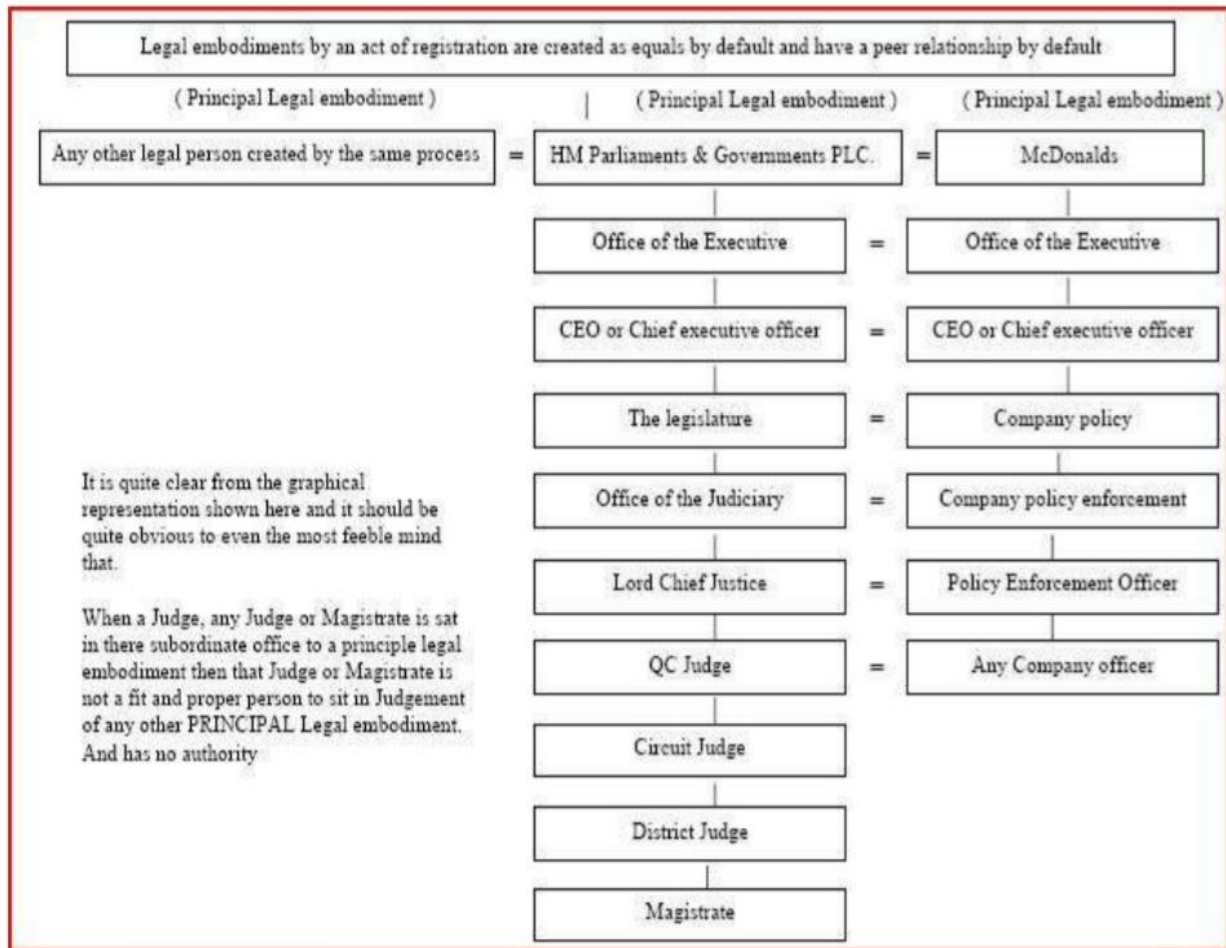 Legal embodiments by an act of registration are created as equals by default and have a peer relationship by default
( Principal Legal embodiment ) ( Principal Legal embodiment ) ( Principal Legal embodiment )
Any other legal person created by the same process = HM Parliaments & Governments PLC. = McDonalds
Office of the Executive = Office of the Executive
CEO or Chief executive officer = CEO or Chief executive officer
The legislature = Company policy
Office of the Judiciary = Company policy enforcement
Lord Chief Justice = Policy Enforcement Officer
QC Judge = Any Company officer
Circuit Judge
District Judge
Magistrate
It is quite clear from the graphical
representation shown here and it should be
quite obvious to even the most feeble mind
that.
When a Judge, any Judge or Magistrate is sat
in there subordinate office to a principle legal
embodiment then that Judge or Magistrate is
not a fit and proper person to sit in Judgement
of any other PRINCIPAL Legal embodiment.
And has no authority